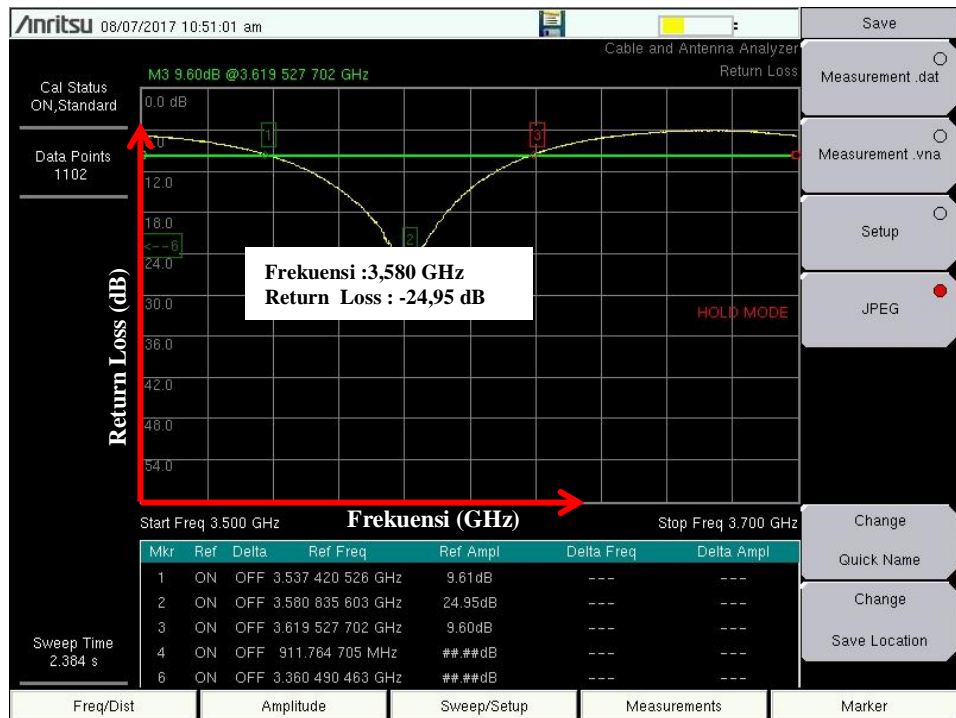 Anritsu 08/07/2017 10:51:01 am
Save
Cable and Antenna Analyzer
Return Loss
M3 9.60dB @3.619 527 702 GHz
Cal Status
ON,Standard
Data Points
1102
Sweep Time
2.384 s
Return Loss (dB)
0.0 dB
12.0
18.0
<--6
24.0
30.0
36.0
42.0
48.0
54.0
1
2
3
Frekuensi :3,580 GHz
Return Loss : -24,95 dB
HOLD MODE
Frekuensi (GHz)
Start Freq 3.500 GHz
Stop Freq 3.700 GHz
Mkr Ref Delta Ref Freq Ref Ampl Delta Freq Delta Ampl
1 ON OFF 3.537 420 526 GHz 9.61dB --- ---
2 ON OFF 3.580 835 603 GHz 24.95dB --- ---
3 ON OFF 3.619 527 702 GHz 9.60dB --- ---
4 ON OFF 911.764 705 MHz ##.##dB --- ---
6 ON OFF 3.360 490 463 GHz ##.##dB --- ---
Measurement .dat
Measurement .vna
Setup
JPEG
Change
Quick Name
Change
Save Location
Freq/Dist
Amplitude
Sweep/Setup
Measurements
Marker